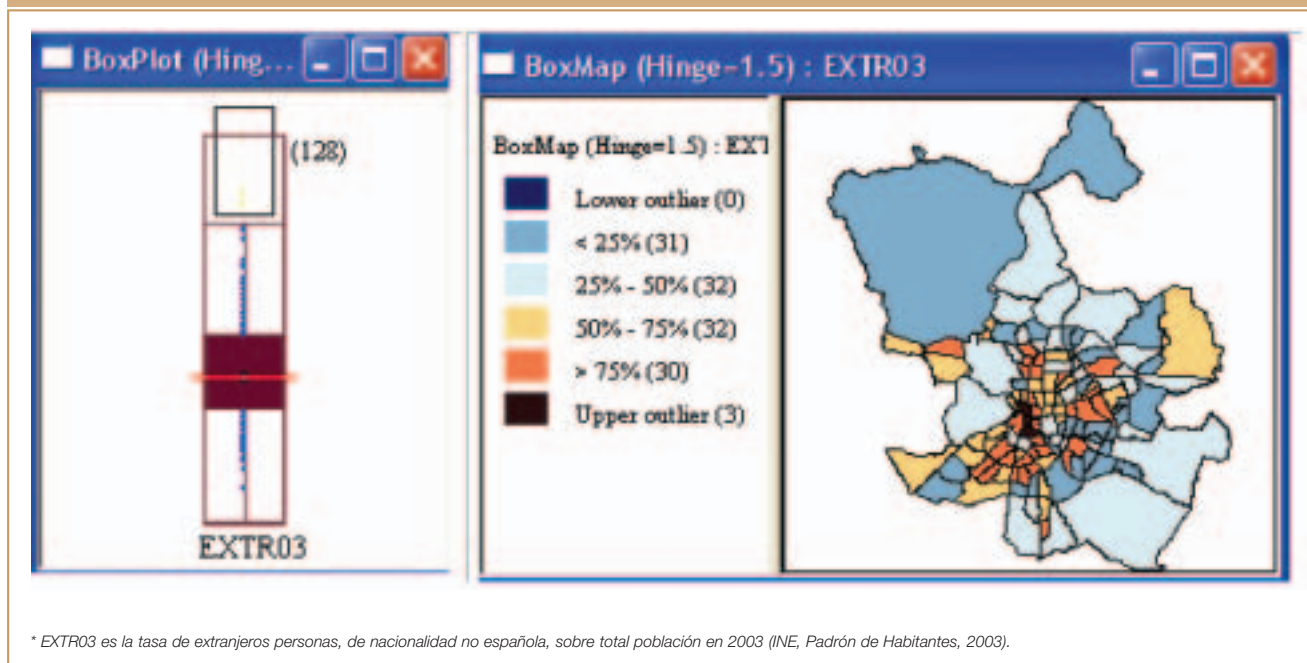 BoxPlot (Hing...
(128)
EXTR03
BoxMap (Hinge=1.5) : EXTR03
BoxMap (Hinge=1.5) : EXT
Lower outlier (0)
< 25% (31)
25% - 50% (32)
50% - 75% (32)
> 75% (30)
Upper outlier (3)
* EXTR03 es la tasa de extranjeros personas, de nacionalidad no española, sobre total población en 2003 (INE, Padrón de Habitantes, 2003).